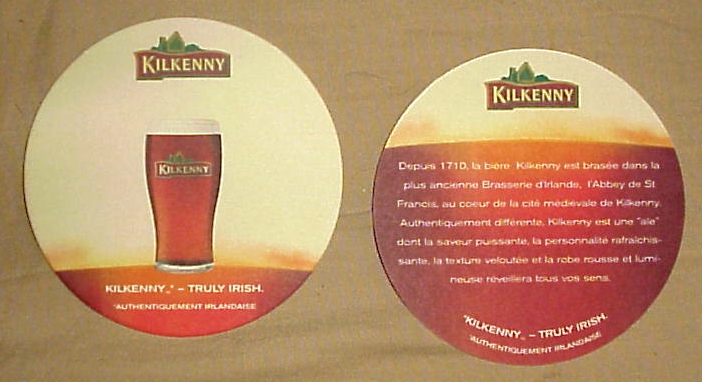 KILKENNY
KILKENNY
KILKENNY„* – TRULY IRISH.
*AUTHENTIQUEMENT IRLANDAISE
KILKENNY
Depuis 1710, la bière Kilkenny est brasée dans la
plus ancienne Brasserie d'Irlande, l'Abbey de St
Francis, au coeur de la cité médievale de Kilkenny.
Authentiquement différente, Kilkenny est une "ale"
dont la saveur puissante, la personnalité rafraîchis-
sante, la texture veloutée et la robe rousse et lumi-
neuse réveillera tous vos sens.
"KILKENNY„ – TRULY IRISH.
*AUTHENTIQUEMENT IRLANDAISE